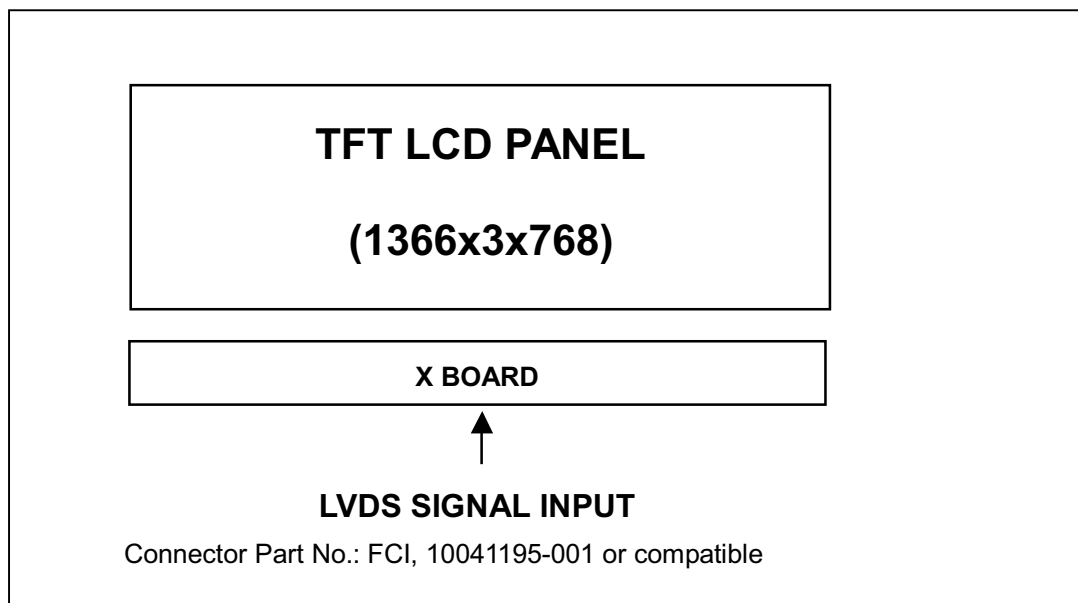 TFT LCD PANEL
(1366x3x768)
X BOARD
LVDS SIGNAL INPUT
Connector Part No.: FCI, 10041195-001 or compatible